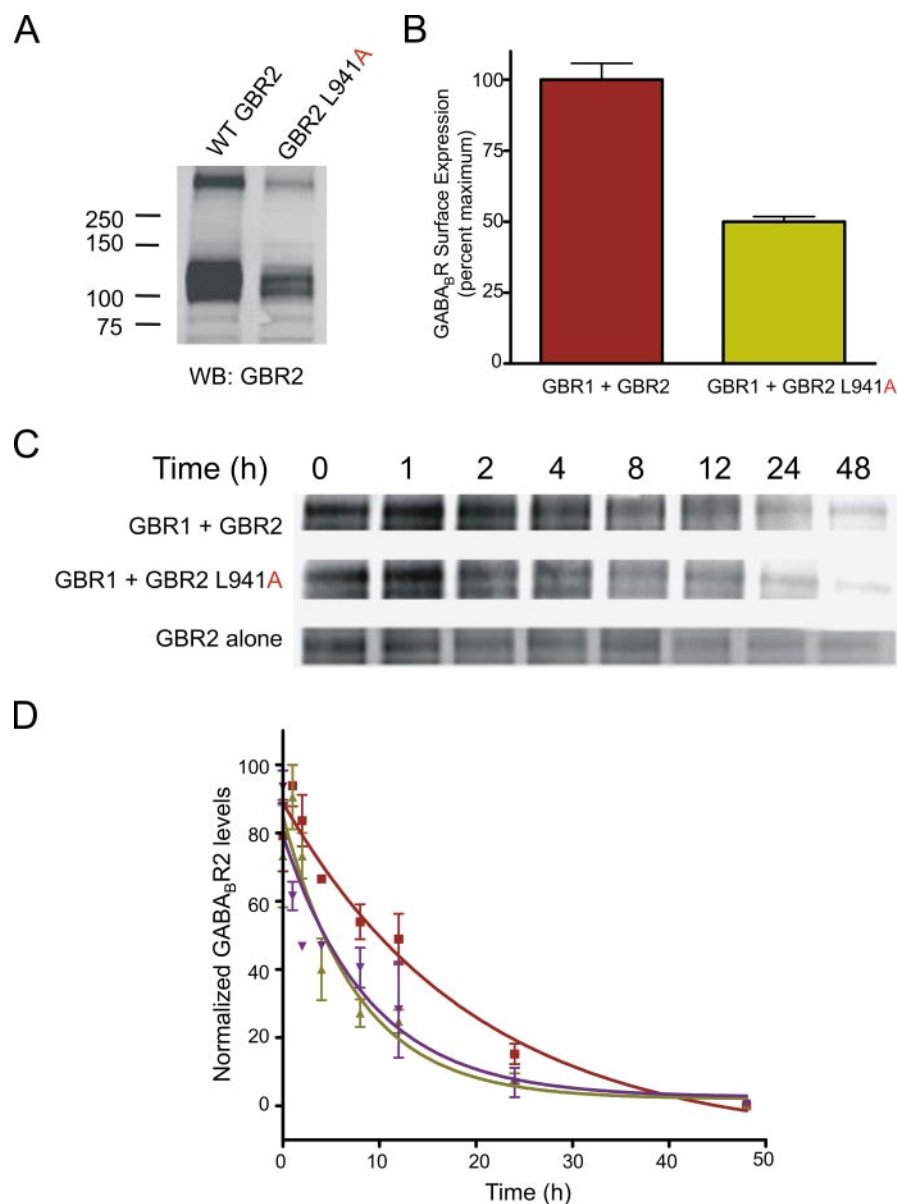 A
WT GBR2
GBR2 L941A
250
150
100
75
WB: GBR2
B
GABA_BR Surface Expression
(percent maximum)
100
75
50
25
0
GBR1 + GBR2
GBR1 + GBR2 L941A
C
Time (h) 0 1 2 4 8 12 24 48
GBR1 + GBR2
GBR1 + GBR2 L941A
GBR2 alone
D
Normalized GABA_BR2 levels
100
80
60
40
20
0
0 10 20 30 40 50
Time (h)